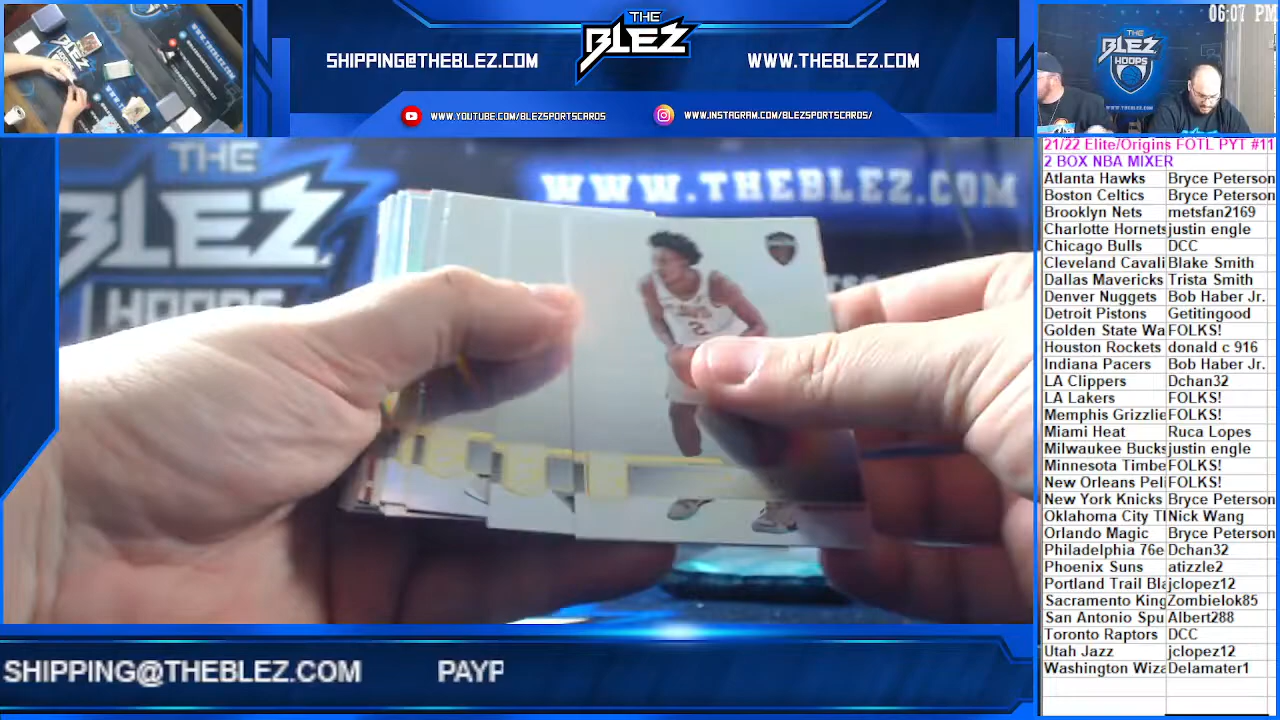 06:07 PM
THE
BLEZ
SHIPPING@THEBLEZ.COM
WWW.THEBLEZ.COM
WWW.YOUTUBE.COM/BLEZSPORTSCARDS
WWW.INSTAGRAM.COM/BLEZSPORTSCARDS/
THE
BLEZ
HOOPS
21/22 Elite/Origins FOTL PYT #11
2 BOX NBA MIXER
Atlanta Hawks Bryce Peterson
Boston Celtics Bryce Peterson
Brooklyn Nets metsfan2169
Charlotte Hornets justin engle
Chicago Bulls DCC
Cleveland Cavali Blake Smith
Dallas Mavericks Trista Smith
Denver Nuggets Bob Haber Jr.
Detroit Pistons Getitingood
Golden State Wa FOLKS!
Houston Rockets donald c 916
Indiana Pacers Bob Haber Jr.
LA Clippers Dchan32
LA Lakers FOLKS!
Memphis Grizzlie FOLKS!
Miami Heat Ruca Lopes
Milwaukee Bucks justin engle
Minnesota Timbe FOLKS!
New Orleans Peli FOLKS!
New York Knicks Bryce Peterson
Oklahoma City Tl Nick Wang
Orlando Magic Bryce Peterson
Philadelphia 76e Dchan32
Phoenix Suns atizzle2
Portland Trail Bla jclopez12
Sacramento King Zombielok85
San Antonio Spu Albert288
Toronto Raptors DCC
Utah Jazz jclopez12
Washington Wiza Delamater1
THE
BLEZ
HOOPS
WWW.THEBLEZ.COM
2
SHIPPING@THEBLEZ.COM PAYP